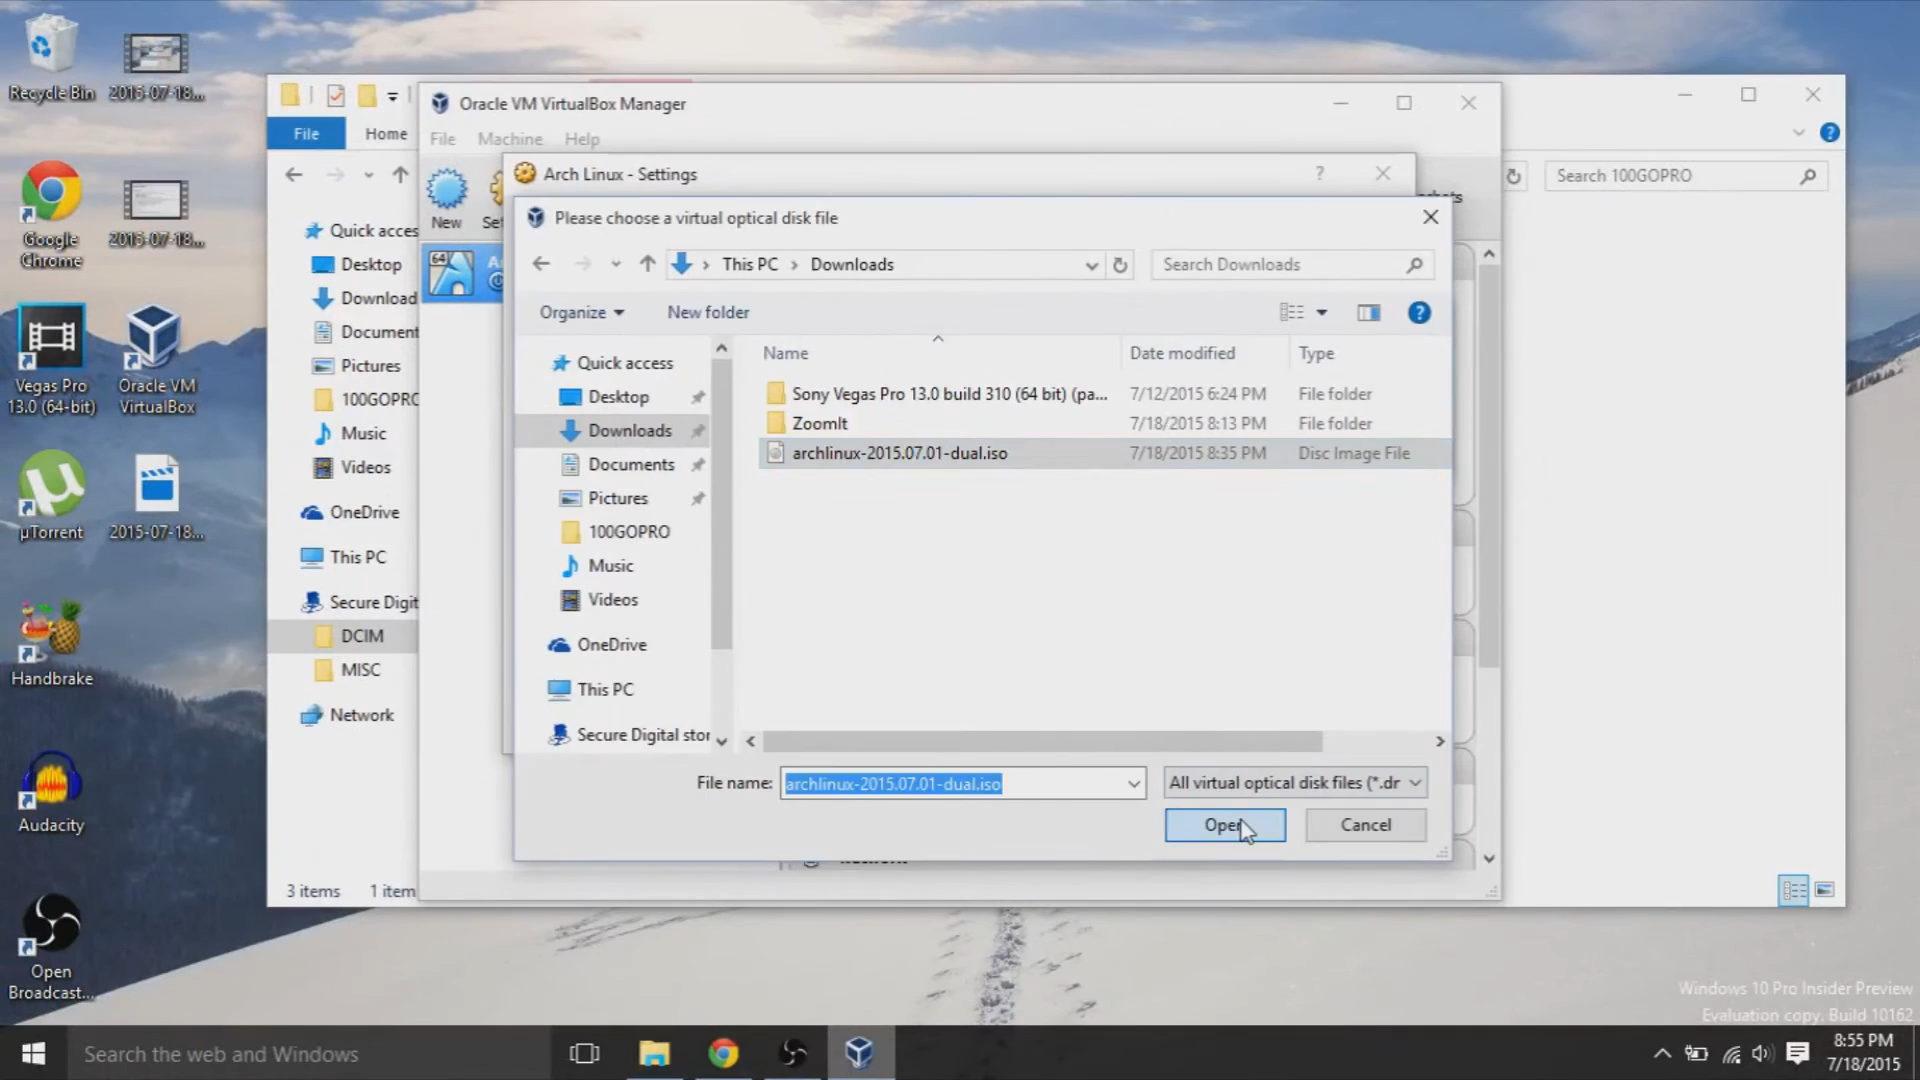 Recycle Bin
2015-07-18...
Google
Chrome
2015-07-18...
Vegas Pro
13.0 (64-bit)
Oracle VM
VirtualBox
µTorrent
2015-07-18...
Handbrake
Audacity
Open
Broadcast...
File
Home
Search 100GOPRO
Quick acces
Desktop
Download
Document
Pictures
100GOPRO
Music
Videos
OneDrive
This PC
Secure Digit
DCIM
MISC
Network
3 items
1 item
Oracle VM VirtualBox Manager
File
Machine
Help
New
Set
64
Arch Linux - Settings
?
Please choose a virtual optical disk file
This PC
Downloads
Search Downloads
Organize
New folder
Quick access
Desktop
Downloads
Documents
Pictures
100GOPRO
Music
Videos
OneDrive
This PC
Secure Digital stor
Name
Date modified
Type
Sony Vegas Pro 13.0 build 310 (64 bit) (pa...
7/12/2015 6:24 PM
File folder
ZoomIt
7/18/2015 8:13 PM
File folder
archlinux-2015.07.01-dual.iso
7/18/2015 8:35 PM
Disc Image File
File name:
archlinux-2015.07.01-dual.iso
All virtual optical disk files (*.dr
Open
Cancel
Windows 10 Pro Insider Preview
Evaluation copy. Build 10162
Search the web and Windows
8:55 PM
7/18/2015